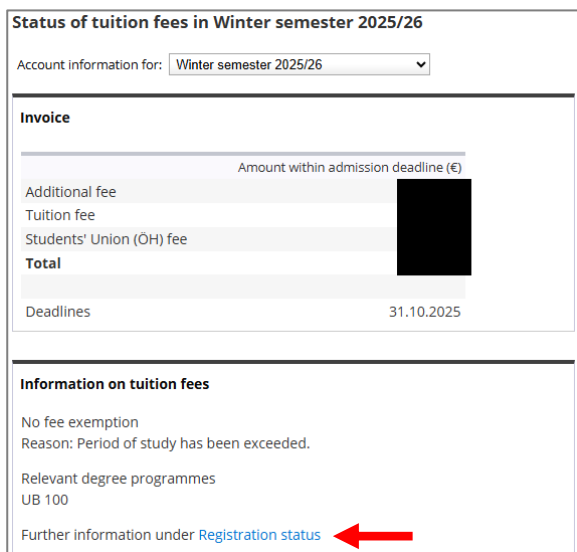 Status of tuition fees in Winter semester 2025/26
Account information for: Winter semester 2025/26
Invoice
Amount within admission deadline (€)
Additional fee
Tuition fee
Students' Union (ÖH) fee
Total
Deadlines 31.10.2025
Information on tuition fees
No fee exemption
Reason: Period of study has been exceeded.
Relevant degree programmes
UB 100
Further information under Registration status